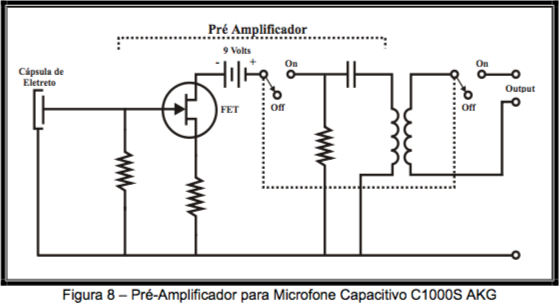 Pré Amplificador
9 Volts
- +
Cápsula de
Eletreto
FET
On
Off
On
Off
Output
Figura 8 – Pré-Amplificador para Microfone Capacitivo C1000S AKG